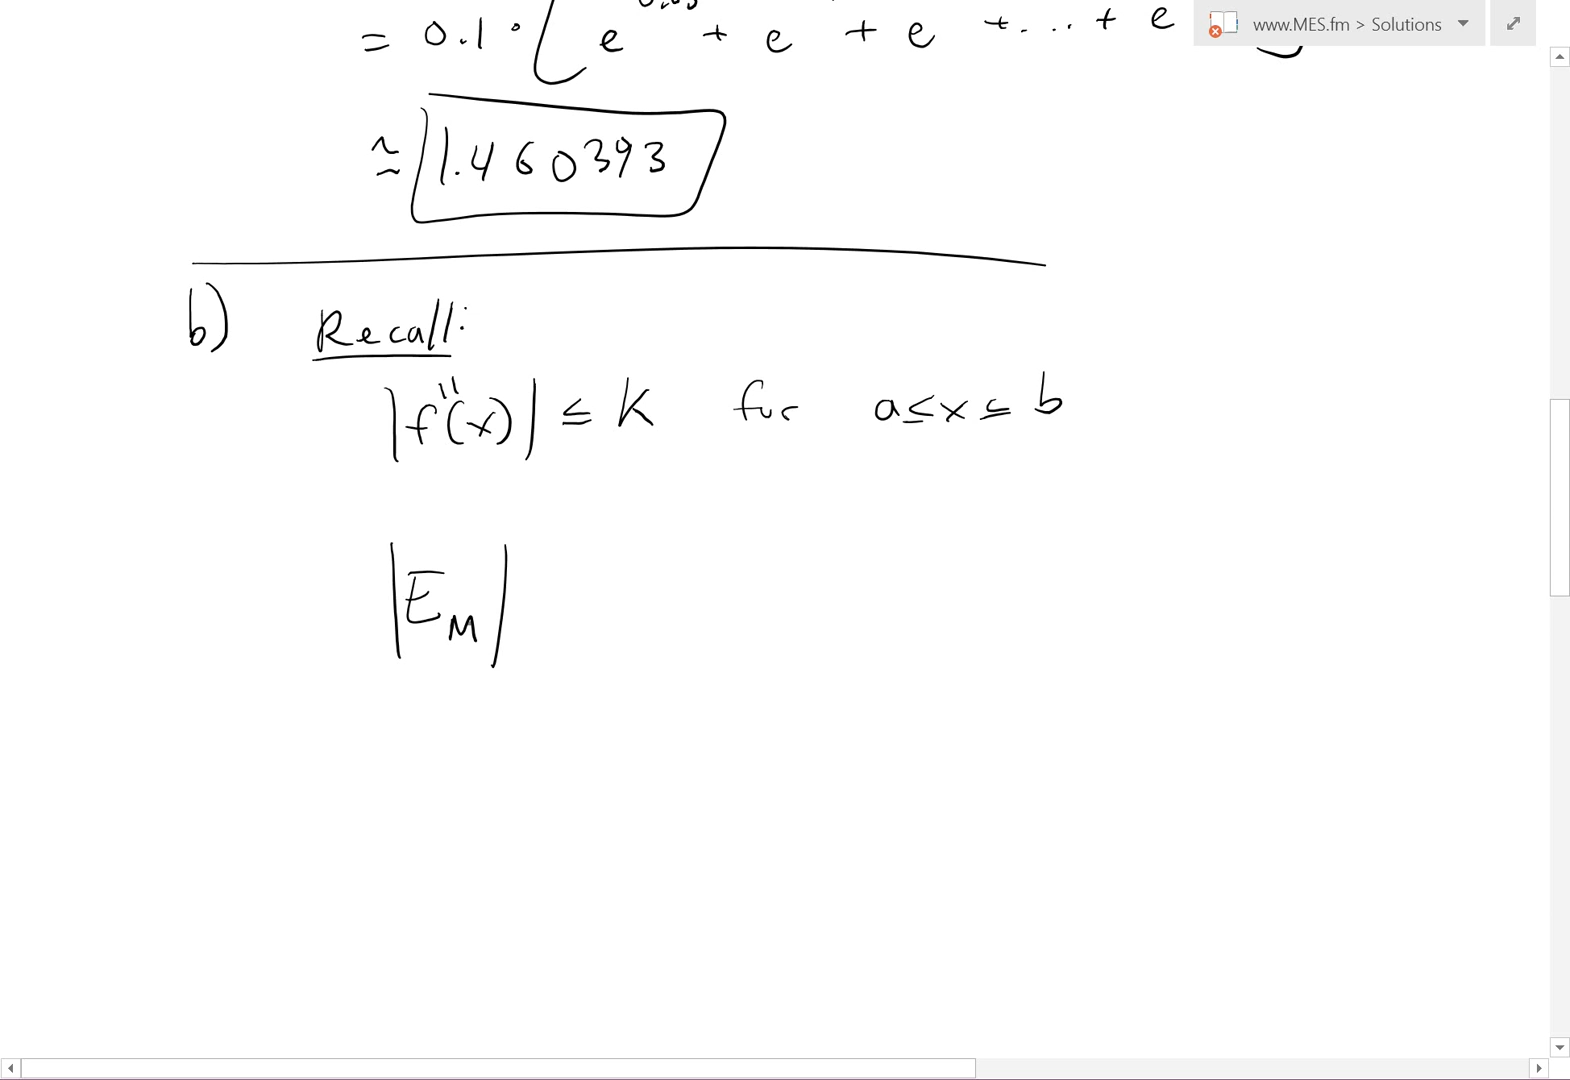 = 0.1 · [ e + e + e + ... + e
www.MES.fm > Solutions
≈ 1.460393
b) Recall:
|f''(x)| ≤ K for a ≤ x ≤ b
|E_M|